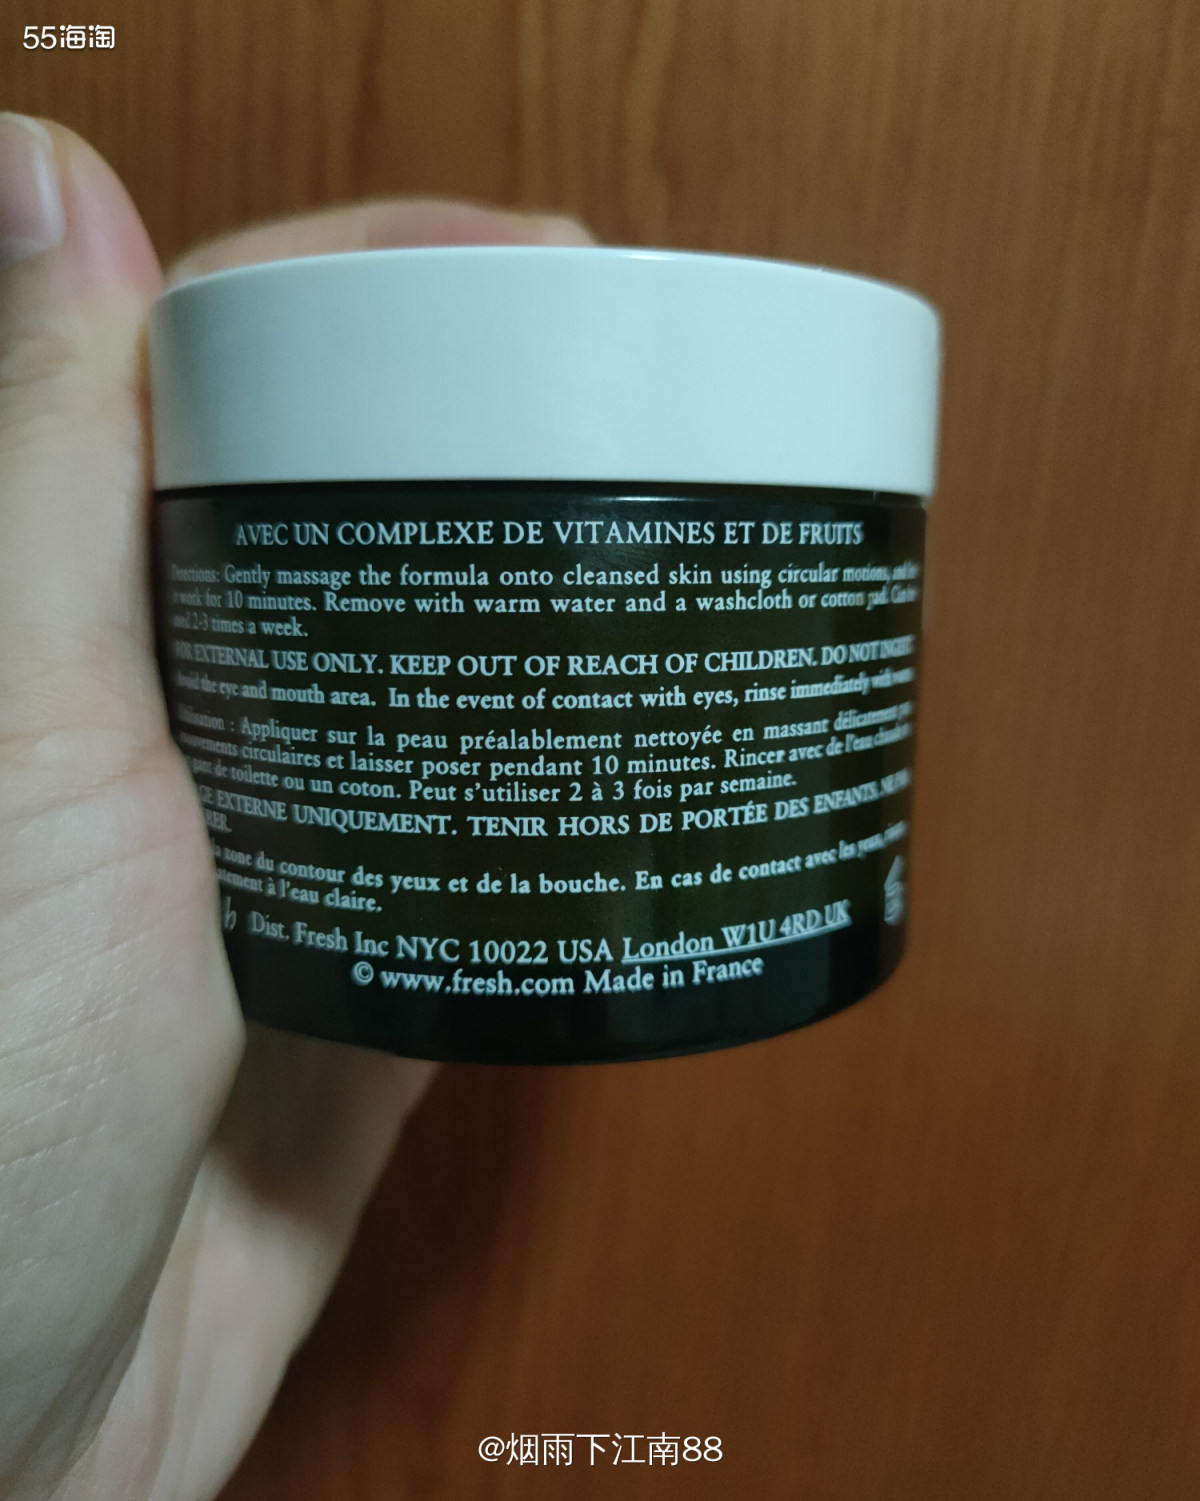 55海淘
AVEC UN COMPLEXE DE VITAMINES ET DE FRUITS
Directions: Gently massage the formula onto cleansed skin using circular motions, and
work for 10 minutes. Remove with warm water and a washcloth or cotton pad.
used 2-3 times a week.
FOR EXTERNAL USE ONLY. KEEP OUT OF REACH OF CHILDREN. DO NOT INGEST.
Avoid the eye and mouth area. In the event of contact with eyes, rinse immediately with
Utilisation : Appliquer sur la peau préalablement nettoyée en massant délicatement
mouvements circulaires et laisser poser pendant 10 minutes. Rincer avec de l'eau chaude
gant de toilette ou un coton. Peut s'utiliser 2 à 3 fois par semaine.
EXTERNE UNIQUEMENT. TENIR HORS DE PORTÉE DES ENFANTS.
la zone du contour des yeux et de la bouche. En cas de contact avec les yeux,
à l'eau claire.
Dist. Fresh Inc NYC 10022 USA London W1U 4RD UK
© www.fresh.com Made in France
@烟雨下江南88